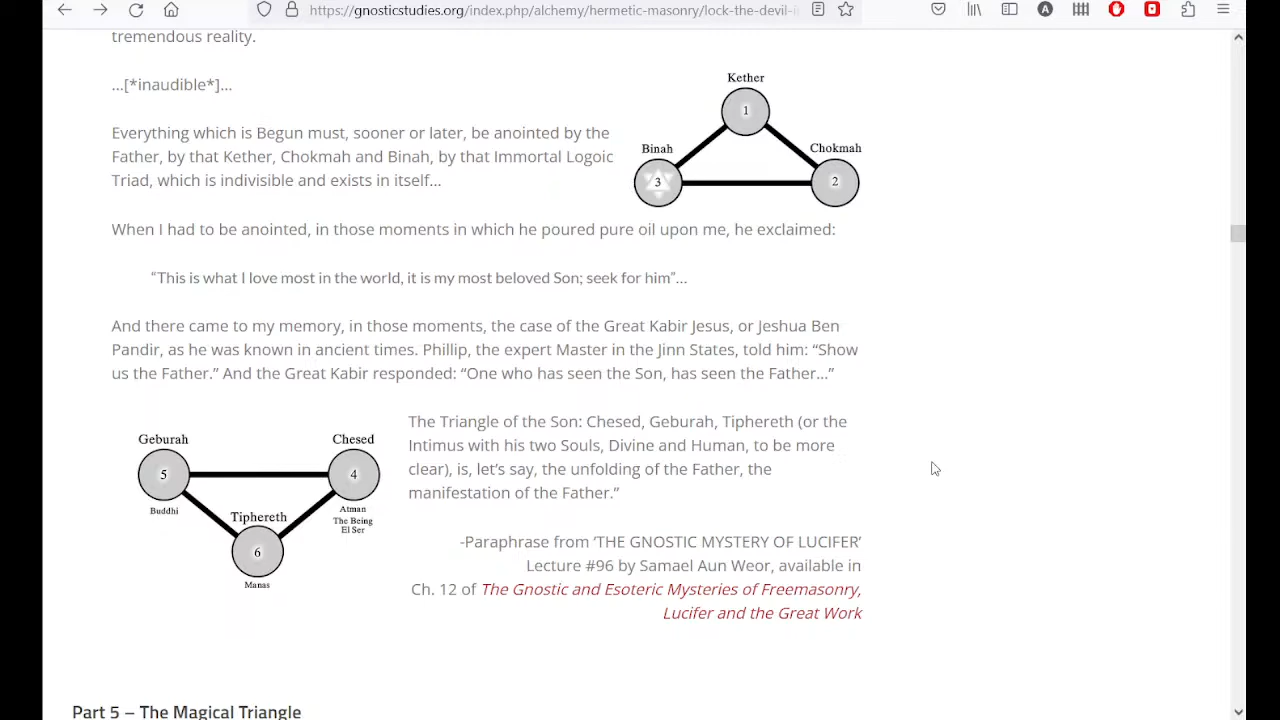 https://gnosticstudies.org/index.php/alchemy/hermetic-masonry/lock-the-devil-i
tremendous reality.
…[*inaudible*]…
Kether
1
Binah
3
Chokmah
2
Everything which is Begun must, sooner or later, be anointed by the
Father, by that Kether, Chokmah and Binah, by that Immortal Logoic
Triad, which is indivisible and exists in itself…
When I had to be anointed, in those moments in which he poured pure oil upon me, he exclaimed:
“This is what I love most in the world, it is my most beloved Son; seek for him”…
And there came to my memory, in those moments, the case of the Great Kabir Jesus, or Jeshua Ben
Pandir, as he was known in ancient times. Phillip, the expert Master in the Jinn States, told him: “Show
us the Father.” And the Great Kabir responded: “One who has seen the Son, has seen the Father…”
Geburah
5
Buddhi
Chesed
4
Atman
The Being
El Ser
Tiphereth
6
Manas
The Triangle of the Son: Chesed, Geburah, Tiphereth (or the
Intimus with his two Souls, Divine and Human, to be more
clear), is, let’s say, the unfolding of the Father, the
manifestation of the Father.”
-Paraphrase from ‘THE GNOSTIC MYSTERY OF LUCIFER’
Lecture #96 by Samael Aun Weor, available in
Ch. 12 of The Gnostic and Esoteric Mysteries of Freemasonry,
Lucifer and the Great Work
Part 5 – The Magical Triangle